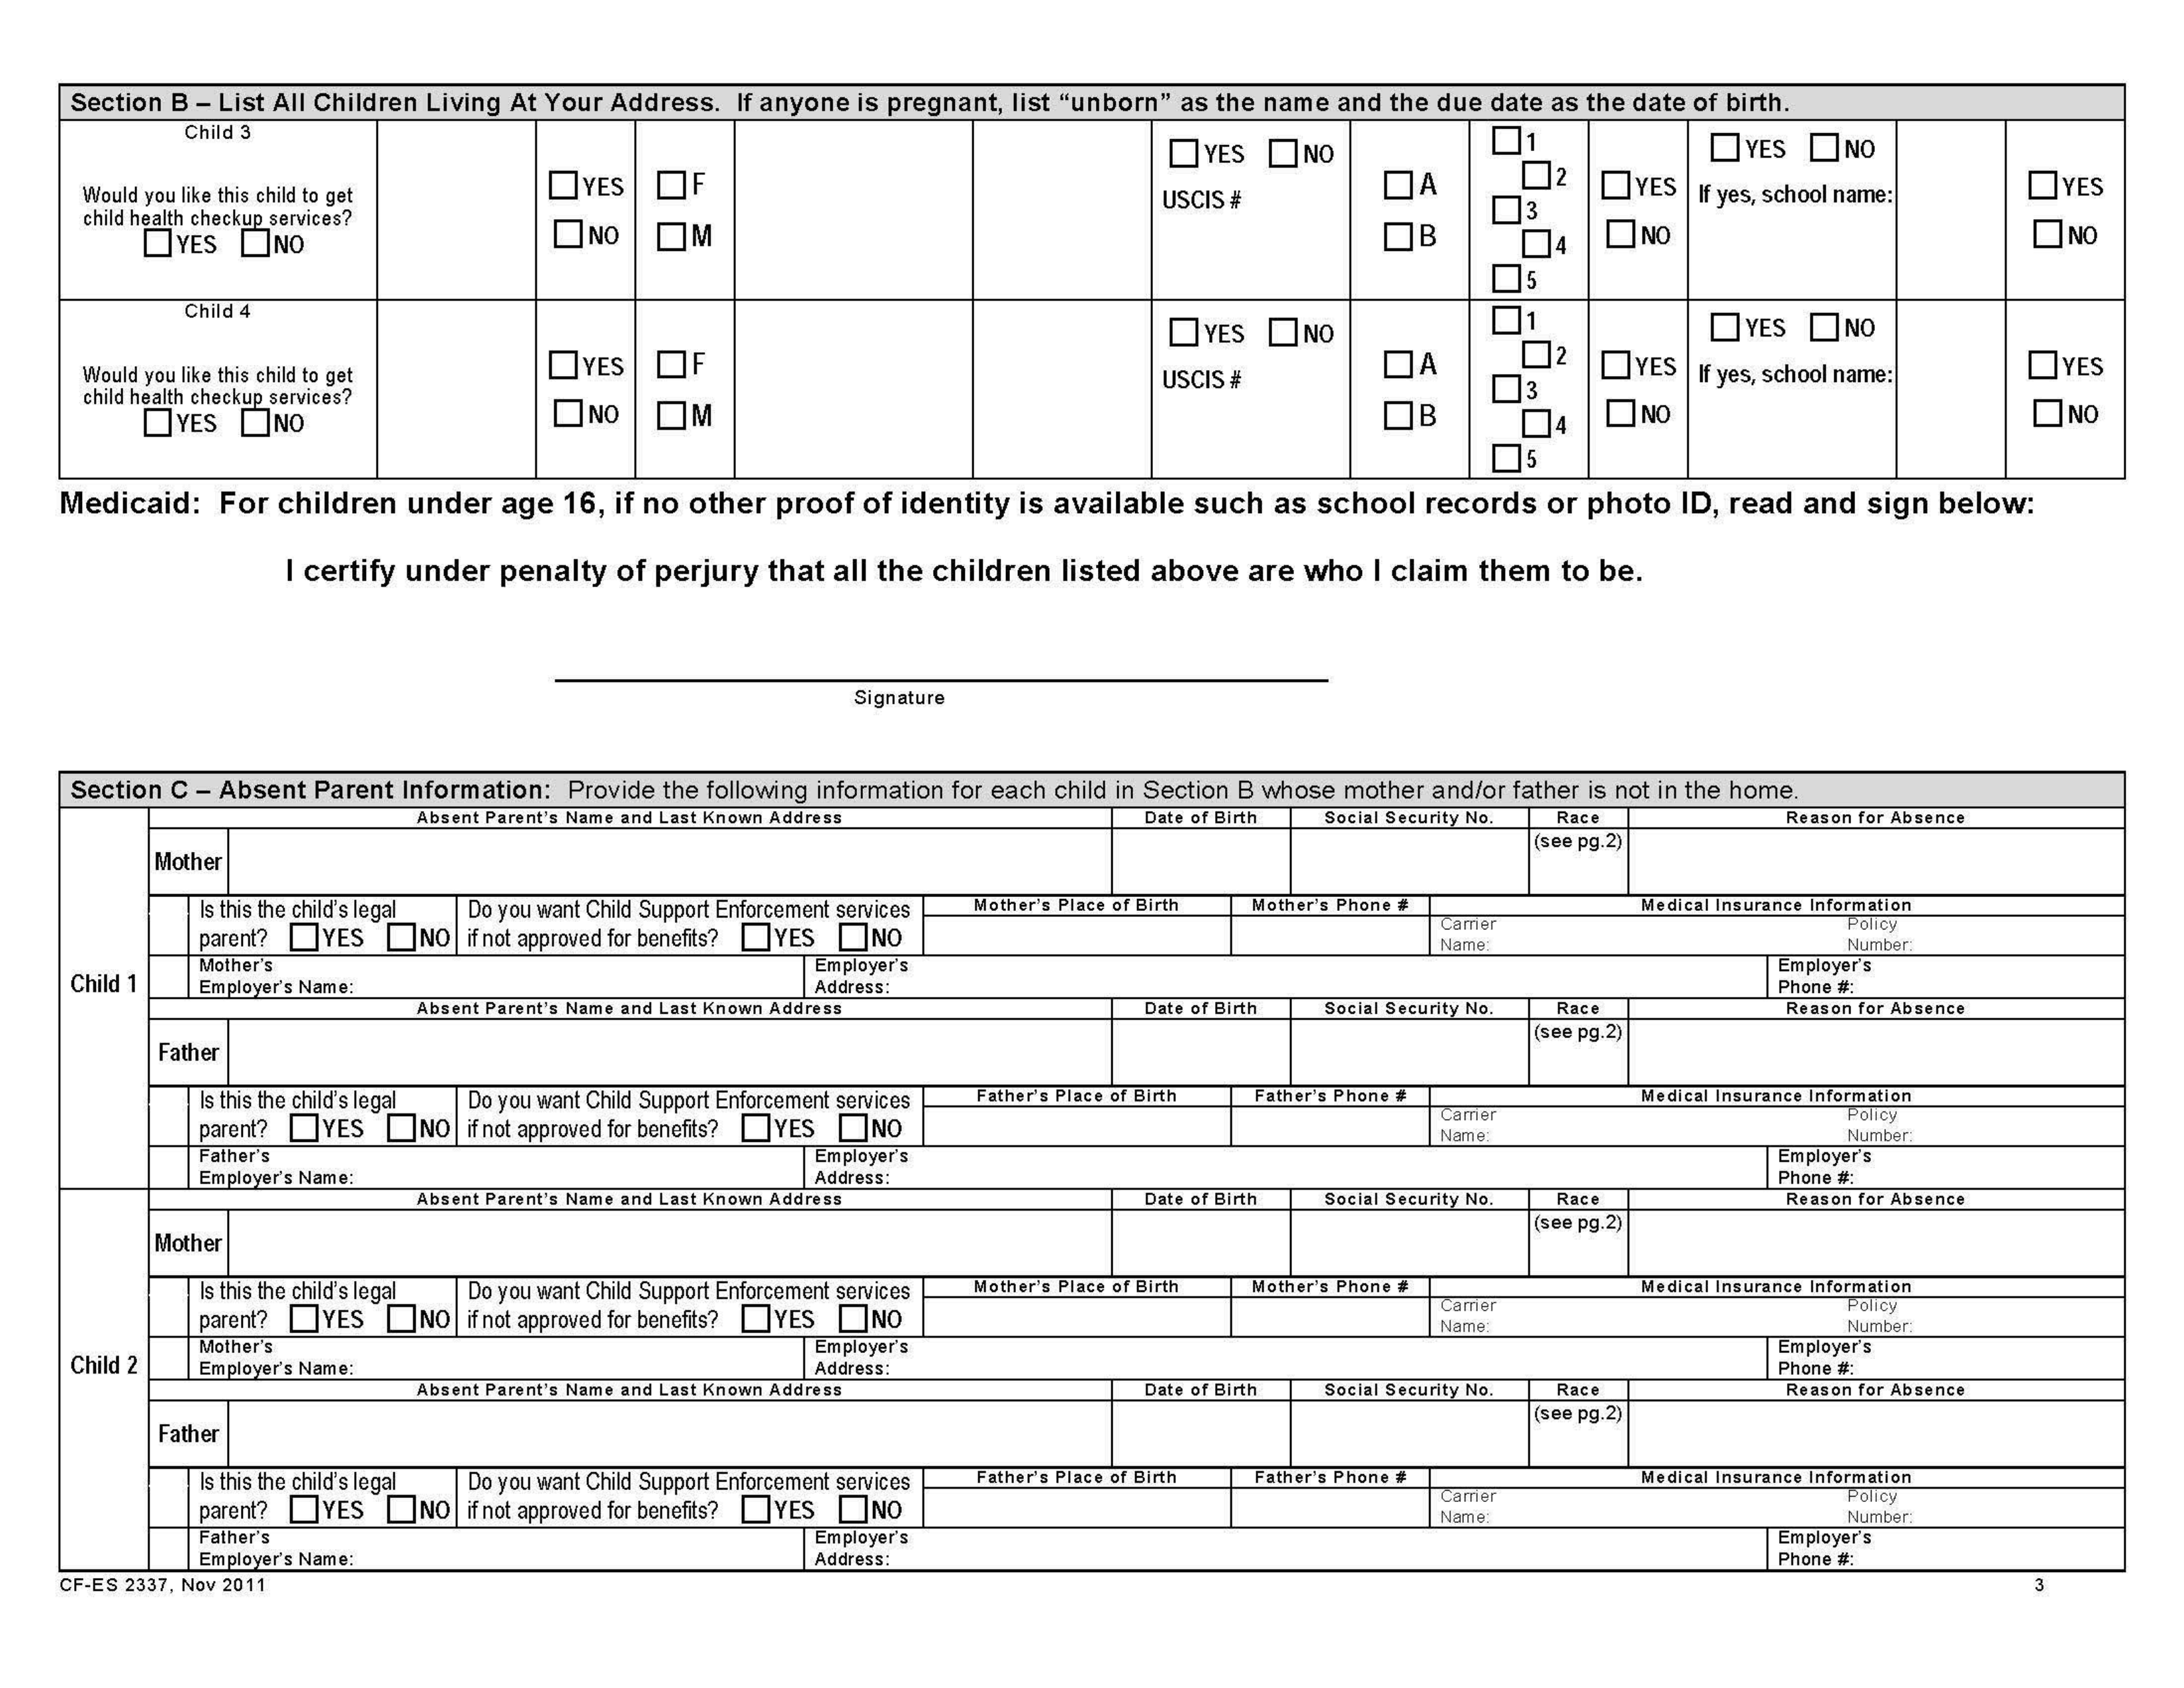 Section B – List All Children Living At Your Address.  If anyone is pregnant, list “unborn” as the name and the due date as the date of birth.
Child 3
Would you like this child to get
child health checkup services?
YES NO
YES
NO
F
M
YES NO
USCIS #
A
B
1
2
3
4
5
YES
NO
YES NO
If yes, school name:
YES
NO
Child 4
Would you like this child to get
child health checkup services?
YES NO
YES
NO
F
M
YES NO
USCIS #
A
B
1
2
3
4
5
YES
NO
YES NO
If yes, school name:
YES
NO
Medicaid:  For children under age 16, if no other proof of identity is available such as school records or photo ID, read and sign below:
I certify under penalty of perjury that all the children listed above are who I claim them to be.
Signature
Section C – Absent Parent Information:  Provide the following information for each child in Section B whose mother and/or father is not in the home.
Child 1
Absent Parent's Name and Last Known Address Date of Birth Social Security No. Race Reason for Absence
Mother (see pg.2)
Is this the child's legal
parent? YES NO
Do you want Child Support Enforcement services
if not approved for benefits? YES NO
Mother's Place of Birth Mother's Phone # Medical Insurance Information
Carrier
Name:
Policy
Number:
Mother's
Employer's Name:
Employer's
Address:
Employer's
Phone #:
Absent Parent's Name and Last Known Address Date of Birth Social Security No. Race Reason for Absence
Father (see pg.2)
Is this the child's legal
parent? YES NO
Do you want Child Support Enforcement services
if not approved for benefits? YES NO
Father's Place of Birth Father's Phone # Medical Insurance Information
Carrier
Name:
Policy
Number:
Father's
Employer's Name:
Employer's
Address:
Employer's
Phone #:
Child 2
Absent Parent's Name and Last Known Address Date of Birth Social Security No. Race Reason for Absence
Mother (see pg.2)
Is this the child's legal
parent? YES NO
Do you want Child Support Enforcement services
if not approved for benefits? YES NO
Mother's Place of Birth Mother's Phone # Medical Insurance Information
Carrier
Name:
Policy
Number:
Mother's
Employer's Name:
Employer's
Address:
Employer's
Phone #:
Absent Parent's Name and Last Known Address Date of Birth Social Security No. Race Reason for Absence
Father (see pg.2)
Is this the child's legal
parent? YES NO
Do you want Child Support Enforcement services
if not approved for benefits? YES NO
Father's Place of Birth Father's Phone # Medical Insurance Information
Carrier
Name:
Policy
Number:
Father's
Employer's Name:
Employer's
Address:
Employer's
Phone #:
CF-ES 2337, Nov 2011 3